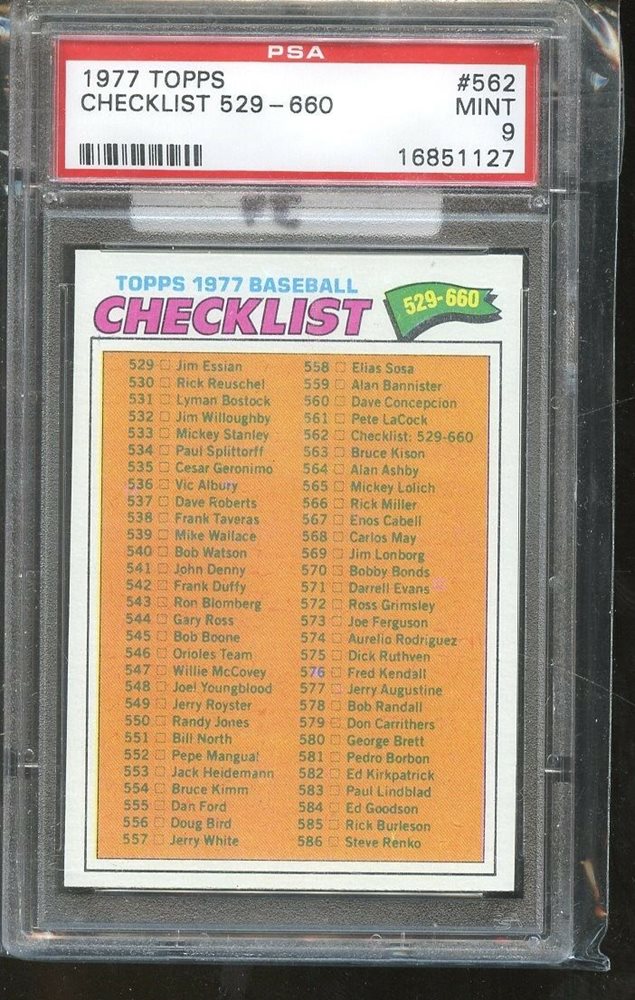 PSA
1977 TOPPS #562
CHECKLIST 529-660 MINT
9
16851127
TOPPS 1977 BASEBALL
CHECKLIST
529-660
529 Jim Essian
530 Rick Reuschel
531 Lyman Bostock
532 Jim Willoughby
533 Mickey Stanley
534 Paul Splittorff
535 Cesar Geronimo
536 Vic Albury
537 Dave Roberts
538 Frank Taveras
539 Mike Wallace
540 Bob Watson
541 John Denny
542 Frank Duffy
543 Ron Blomberg
544 Gary Ross
545 Bob Boone
546 Orioles Team
547 Willie McCovey
548 Joel Youngblood
549 Jerry Royster
550 Randy Jones
551 Bill North
552 Pepe Mangual
553 Jack Heidemann
554 Bruce Kimm
555 Dan Ford
556 Doug Bird
557 Jerry White
558 Elias Sosa
559 Alan Bannister
560 Dave Concepcion
561 Pete LaCock
562 Checklist: 529-660
563 Bruce Kison
564 Alan Ashby
565 Mickey Lolich
566 Rick Miller
567 Enos Cabell
568 Carlos May
569 Jim Lonborg
570 Bobby Bonds
571 Darrell Evans
572 Ross Grimsley
573 Joe Ferguson
574 Aurelio Rodriguez
575 Dick Ruthven
576 Fred Kendall
577 Jerry Augustine
578 Bob Randall
579 Don Carrithers
580 George Brett
581 Pedro Borbon
582 Ed Kirkpatrick
583 Paul Lindblad
584 Ed Goodson
585 Rick Burleson
586 Steve Renko